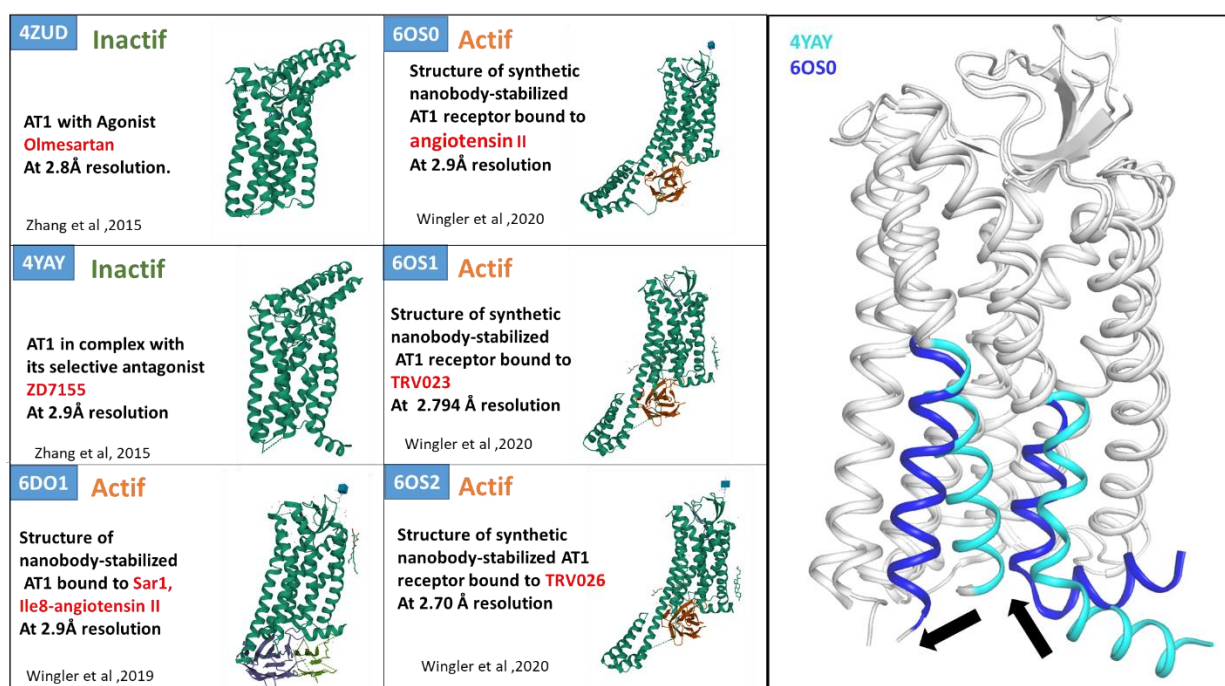 4ZUD Inactif
AT1 with Agonist
Olmesartan
At 2.8Å resolution.
Zhang et al ,2015
6OS0 Actif
Structure of synthetic
nanobody-stabilized
AT1 receptor bound to
angiotensin II
At 2.9Å resolution
Wingler et al ,2020
4YAY Inactif
AT1 in complex with
its selective antagonist
ZD7155
At 2.9Å resolution
Zhang et al, 2015
6OS1 Actif
Structure of synthetic
nanobody-stabilized
AT1 receptor bound to
TRV023
At 2.794 Å resolution
Wingler et al ,2020
6DO1 Actif
Structure of
nanobody-stabilized
AT1 bound to Sar1,
Ile8-angiotensin II
At 2.9Å resolution
Wingler et al ,2019
6OS2 Actif
Structure of synthetic
nanobody-stabilized AT1
receptor bound to TRV026
At 2.70 Å resolution
Wingler et al ,2020
4YAY
6OS0